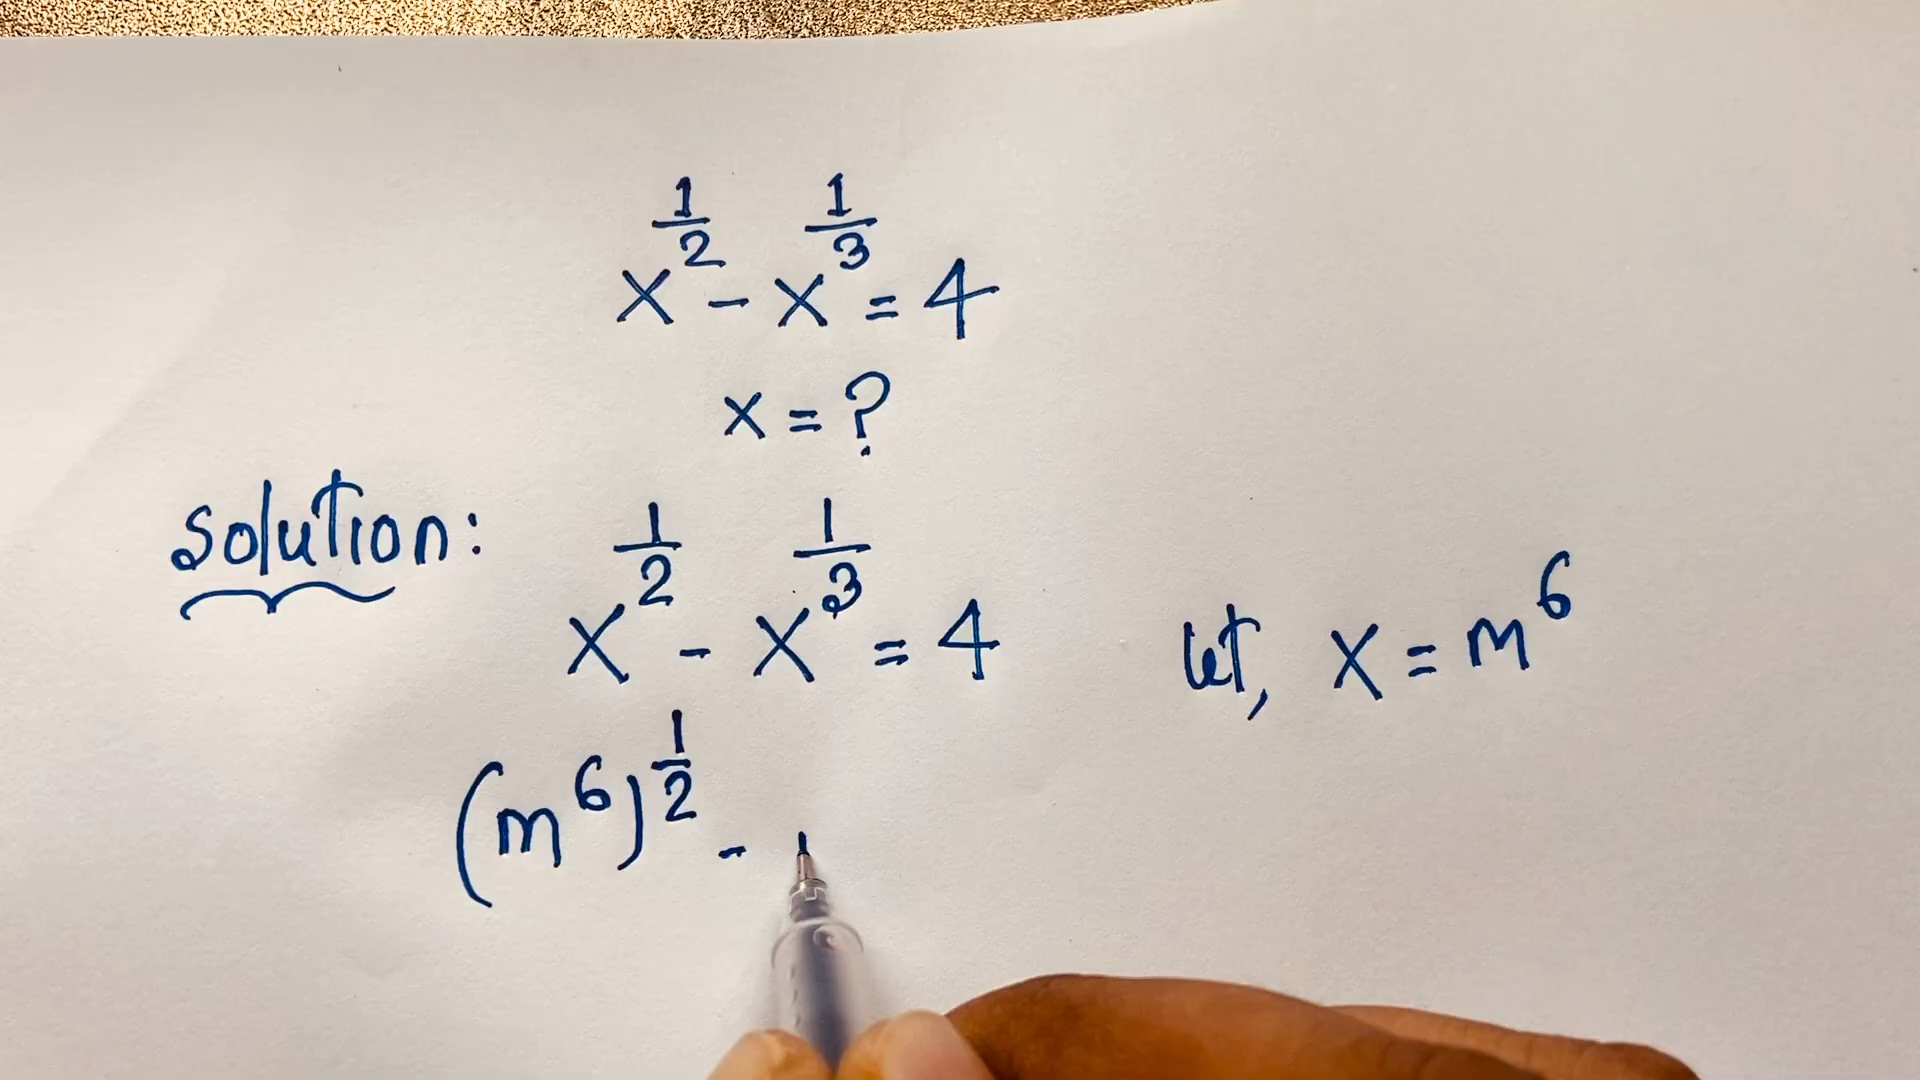 x^{1/2} - x^{1/3} = 4
x = ?
Solution:
x^{1/2} - x^{1/3} = 4
let, x = m^6
(m^6)^{1/2} -